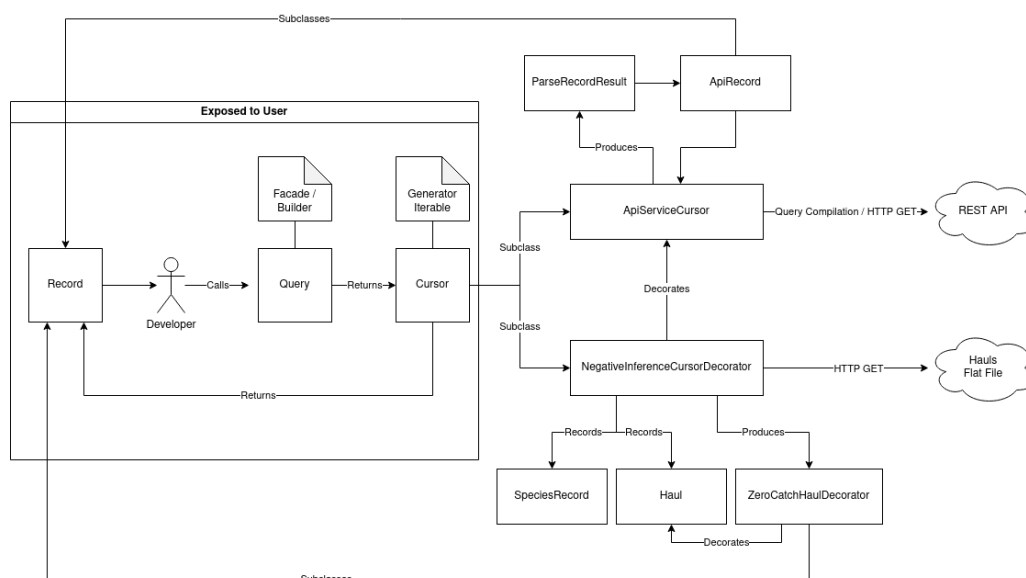 Subclasses
ParseRecordResult
ApiRecord
Exposed to User
Produces
Facade /
Builder
Generator
Iterable
ApiServiceCursor
Query Compilation / HTTP GET
REST API
Subclass
Record
Developer
Calls
Query
Returns
Cursor
Decorates
Subclass
NegativeInferenceCursorDecorator
HTTP GET
Hauls
Flat File
Returns
Records
Records
Produces
SpeciesRecord
Haul
ZeroCatchHaulDecorator
Decorates
Subclasses